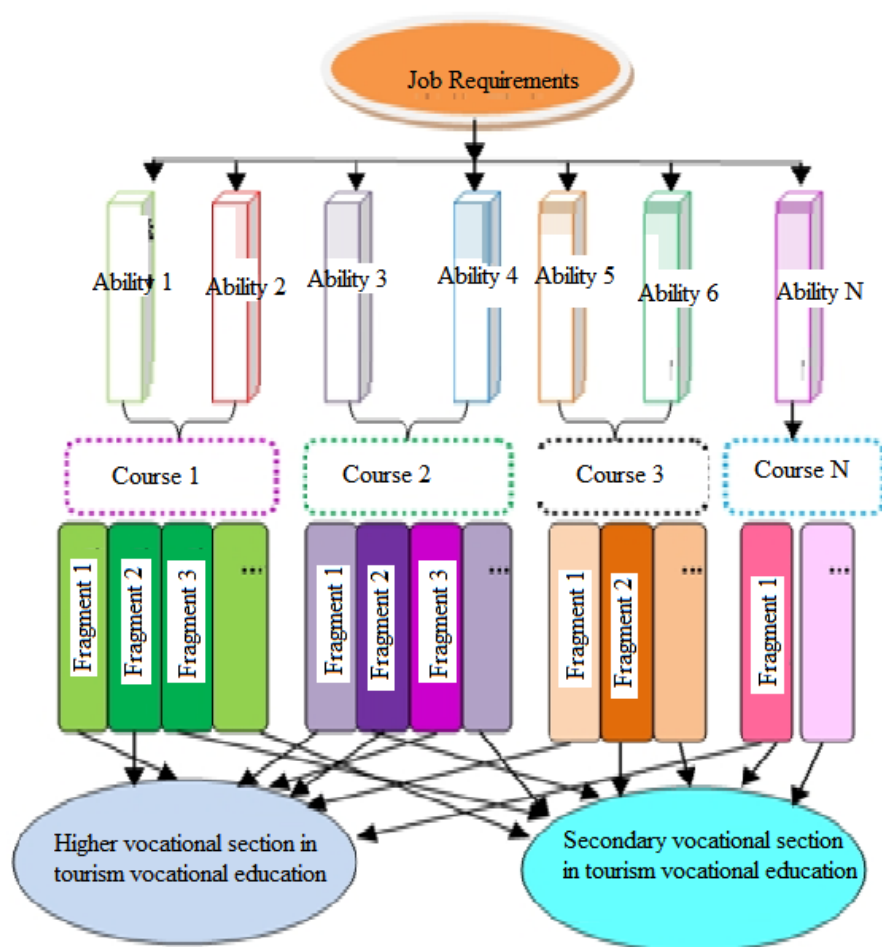 Job Requirements
Ability 1
Ability 2
Ability 3
Ability 4
Ability 5
Ability 6
Ability N
Course 1
Course 2
Course 3
Course N
Fragment 1
Fragment 2
Fragment 3
...
Fragment 1
Fragment 2
Fragment 3
...
Fragment 1
Fragment 2
...
Fragment 1
...
Higher vocational section in
tourism vocational education
Secondary vocational section
in tourism vocational education